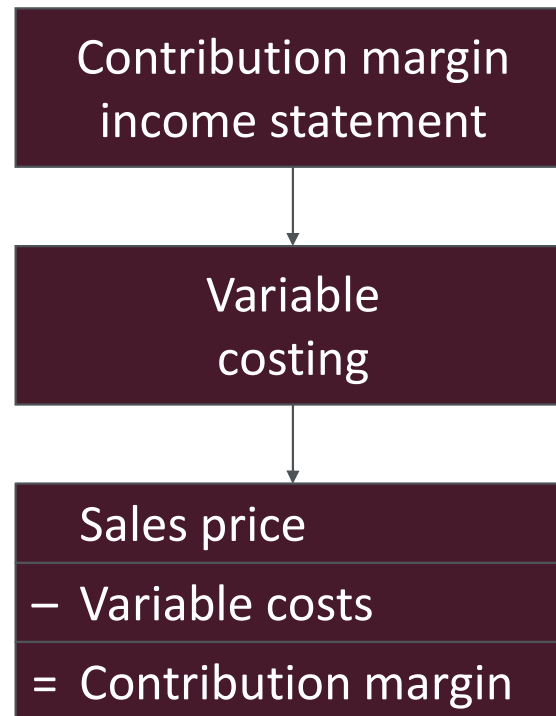 Contribution margin
income statement
Variable
costing
Sales price
– Variable costs
= Contribution margin